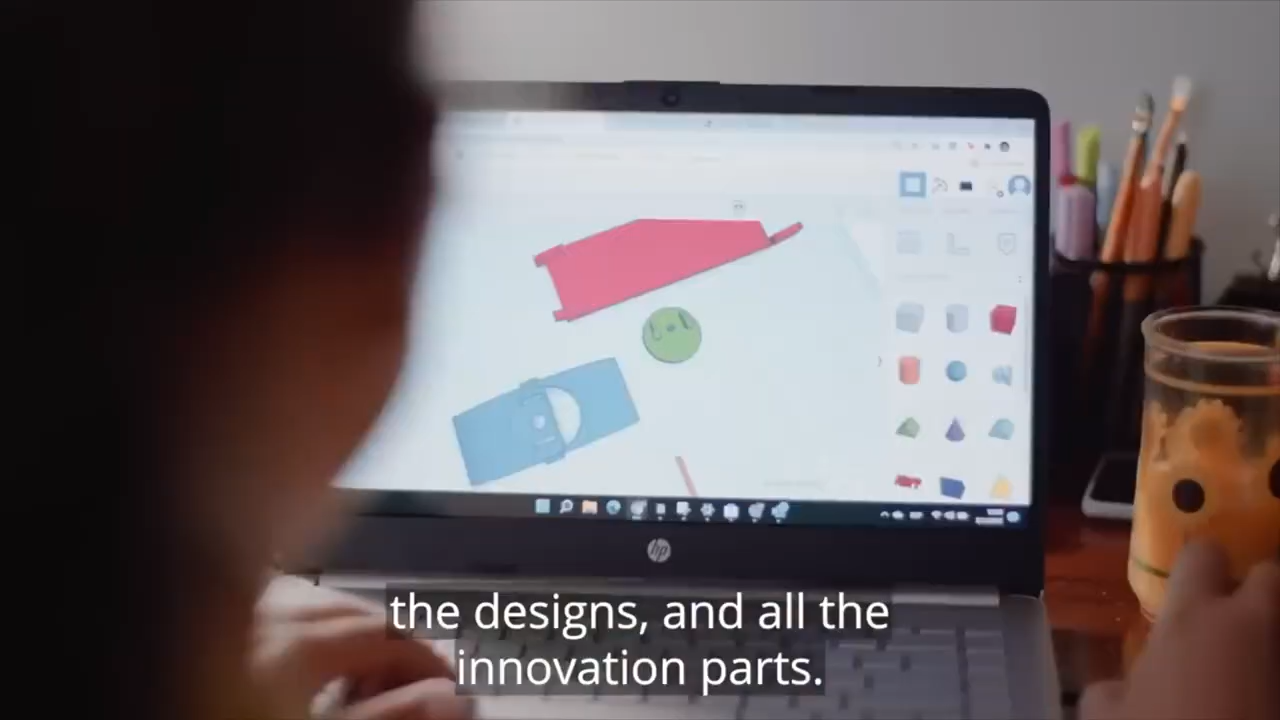 hp
the designs, and all the
innovation parts.